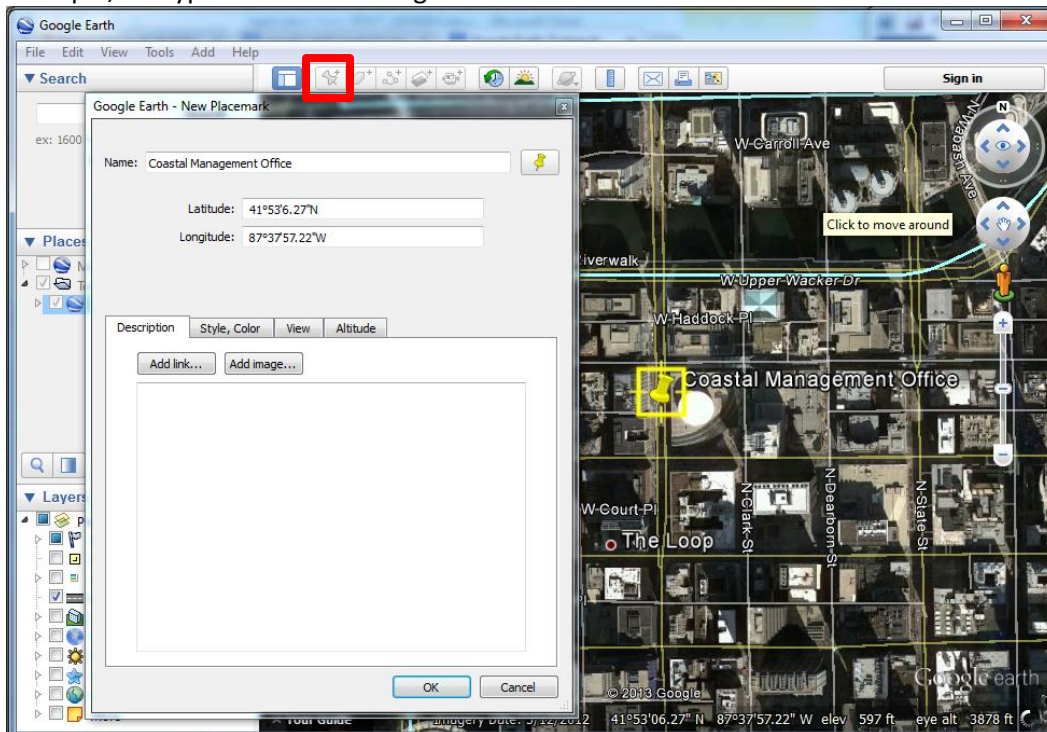 Google Earth
File Edit View Tools Add Help
Search
Sign in
Google Earth - New Placemark
ex: 1600
Name: Coastal Management Office
Latitude: 41°53'6.27"N
Longitude: 87°37'57.22"W
Places
Description Style, Color View Altitude
Add link... Add image...
Layers
OK Cancel
N
W Carroll Ave
N Wabash Ave
Click to move around
iverwalk
W Upper Wacker Dr
W Haddock Pl
Coastal Management Office
W Court Pl
The Loop
N Clark St
N Dearborn St
N State St
Google earth
© 2013 Google
Tour Guide
Imagery Date: 5/12/2012 41°53'06.27" N 87°37'57.22" W elev 597 ft eye alt 3878 ft